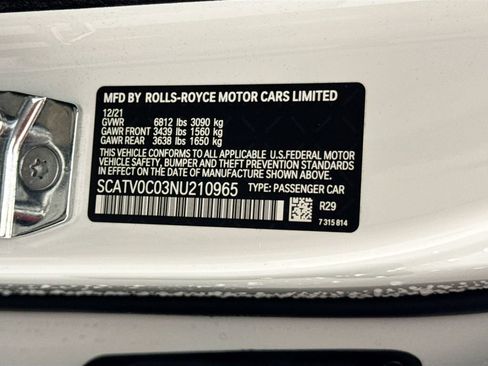 MFD BY ROLLS-ROYCE MOTOR CARS LIMITED
12/21
GVWR 6812 lbs 3090 kg
GAWR FRONT 3439 lbs 1560 kg
GAWR REAR 3638 lbs 1650 kg
THIS VEHICLE CONFORMS TO ALL APPLICABLE U.S. FEDERAL MOTOR
VEHICLE SAFETY, BUMPER, AND THEFT PREVENTION STANDARDS
IN EFFECT ON THE DATE OF MANUFACTURE SHOWN ABOVE.
SCATV0C03NU210965 TYPE: PASSENGER CAR
R29
7 315 814